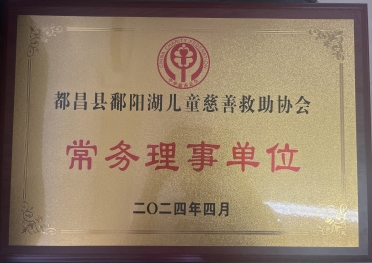 都昌县鄱阳湖儿童慈善救助协会
常务理事单位
二〇二四年四月